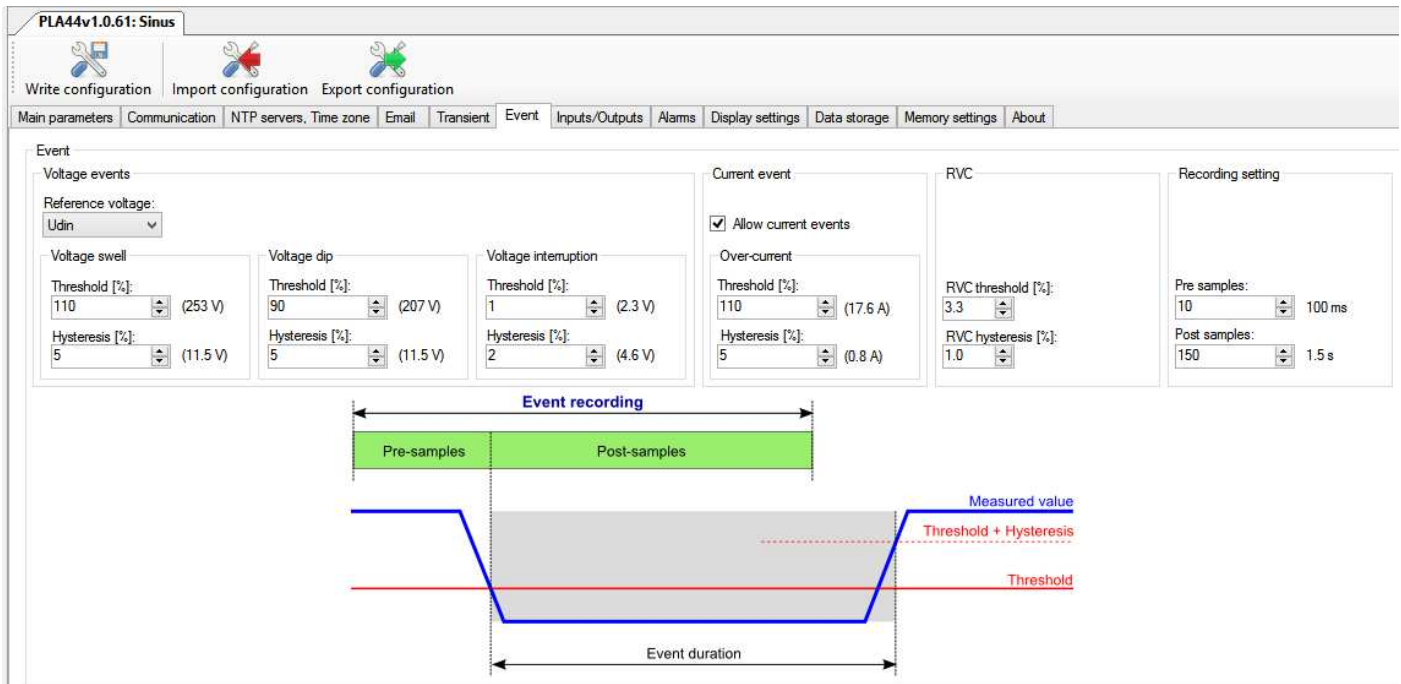 PLA44v1.0.61: Sinus
Write configuration Import configuration Export configuration
Main parameters Communication NTP servers, Time zone Email Transient Event Inputs/Outputs Alarms Display settings Data storage Memory settings About
Event
Voltage events
Reference voltage:
Udin
Voltage swell
Threshold [%]:
110 (253 V)
Hysteresis [%]:
5 (11.5 V)
Voltage dip
Threshold [%]:
90 (207 V)
Hysteresis [%]:
5 (11.5 V)
Voltage interruption
Threshold [%]:
1 (2.3 V)
Hysteresis [%]:
2 (4.6 V)
Current event
Allow current events
Over-current
Threshold [%]:
110 (17.6 A)
Hysteresis [%]:
5 (0.8 A)
RVC
RVC threshold [%]:
3.3
RVC hysteresis [%]:
1.0
Recording setting
Pre samples:
10 100 ms
Post samples:
150 1.5 s
Event recording
Pre-samples Post-samples
Measured value
Threshold + Hysteresis
Threshold
Event duration